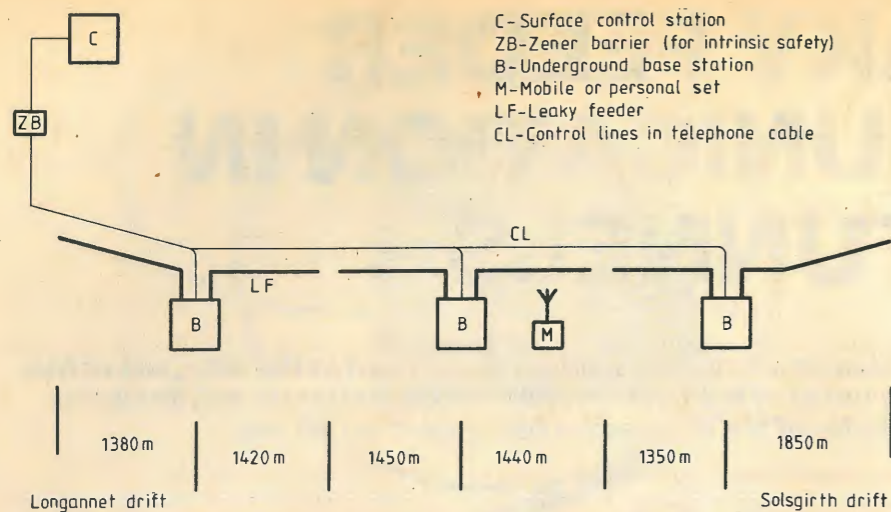 C
C-Surface control station
ZB-Zener barrier (for intrinsic safety)
B-Underground base station
M-Mobile or personal set
LF-Leaky feeder
CL-Control lines in telephone cable
ZB
CL
LF
B
B
M
B
1380m
1420m
1450m
1440m
1350m
1850m
Longannet drift
Solsgirth drift